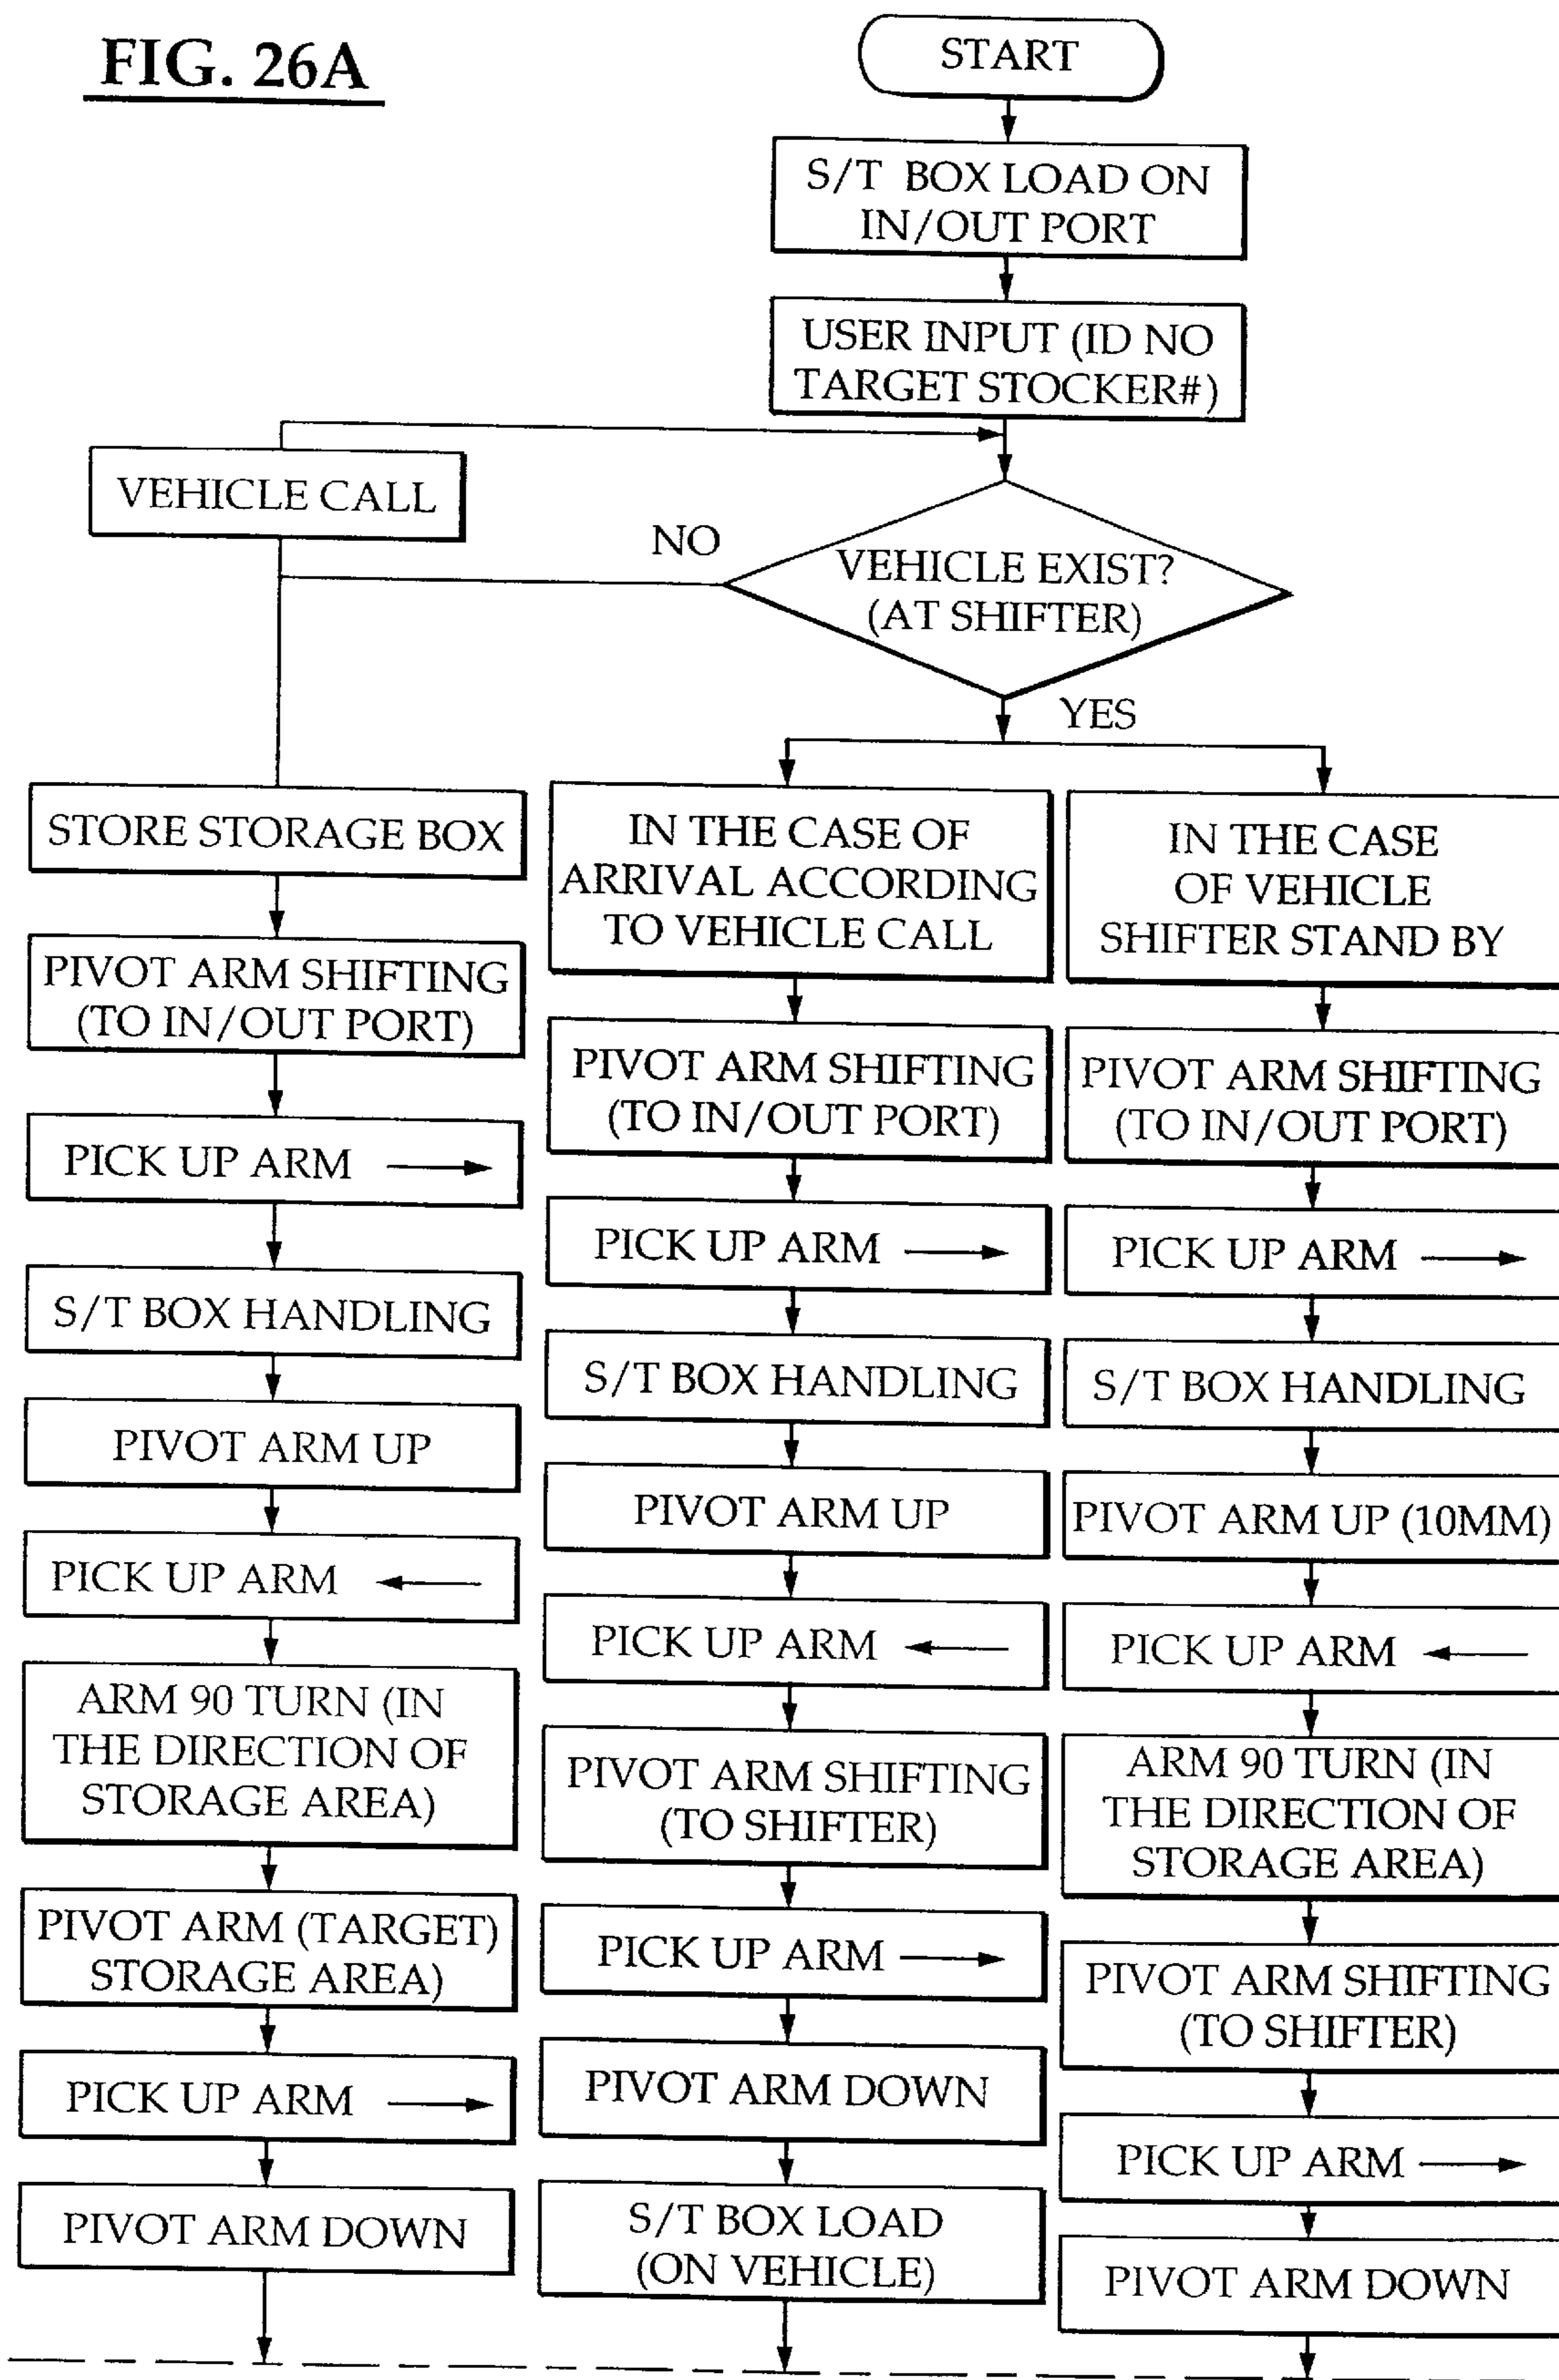 FIG. 26A
START
S/T BOX LOAD ON
IN/OUT PORT
USER INPUT (ID NO
TARGET STOCKER#)
VEHICLE CALL
NO
VEHICLE EXIST?
(AT SHIFTER)
YES
STORE STORAGE BOX
PIVOT ARM SHIFTING
(TO IN/OUT PORT)
PICK UP ARM →
S/T BOX HANDLING
PIVOT ARM UP
PICK UP ARM ←
ARM 90 TURN (IN
THE DIRECTION OF
STORAGE AREA)
PIVOT ARM (TARGET)
STORAGE AREA)
PICK UP ARM →
PIVOT ARM DOWN
IN THE CASE OF
ARRIVAL ACCORDING
TO VEHICLE CALL
PIVOT ARM SHIFTING
(TO IN/OUT PORT)
PICK UP ARM →
S/T BOX HANDLING
PIVOT ARM UP
PICK UP ARM ←
PIVOT ARM SHIFTING
(TO SHIFTER)
PICK UP ARM →
PIVOT ARM DOWN
S/T BOX LOAD
(ON VEHICLE)
IN THE CASE
OF VEHICLE
SHIFTER STAND BY
PIVOT ARM SHIFTING
(TO IN/OUT PORT)
PICK UP ARM →
S/T BOX HANDLING
PIVOT ARM UP (10MM)
PICK UP ARM ←
ARM 90 TURN (IN
THE DIRECTION OF
STORAGE AREA)
PIVOT ARM SHIFTING
(TO SHIFTER)
PICK UP ARM →
PIVOT ARM DOWN